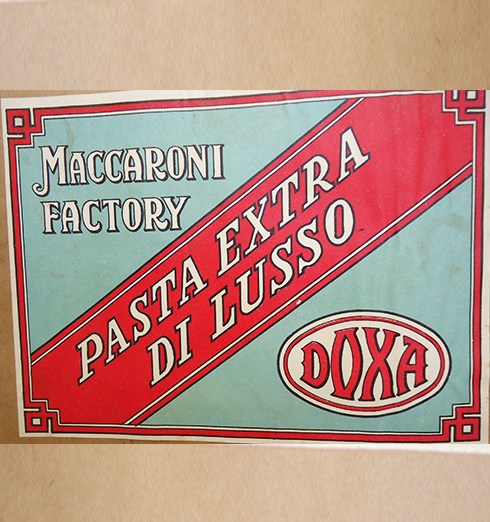 MACCARONI
FACTORY
PASTA EXTRA
DI LUSSO
DOXA